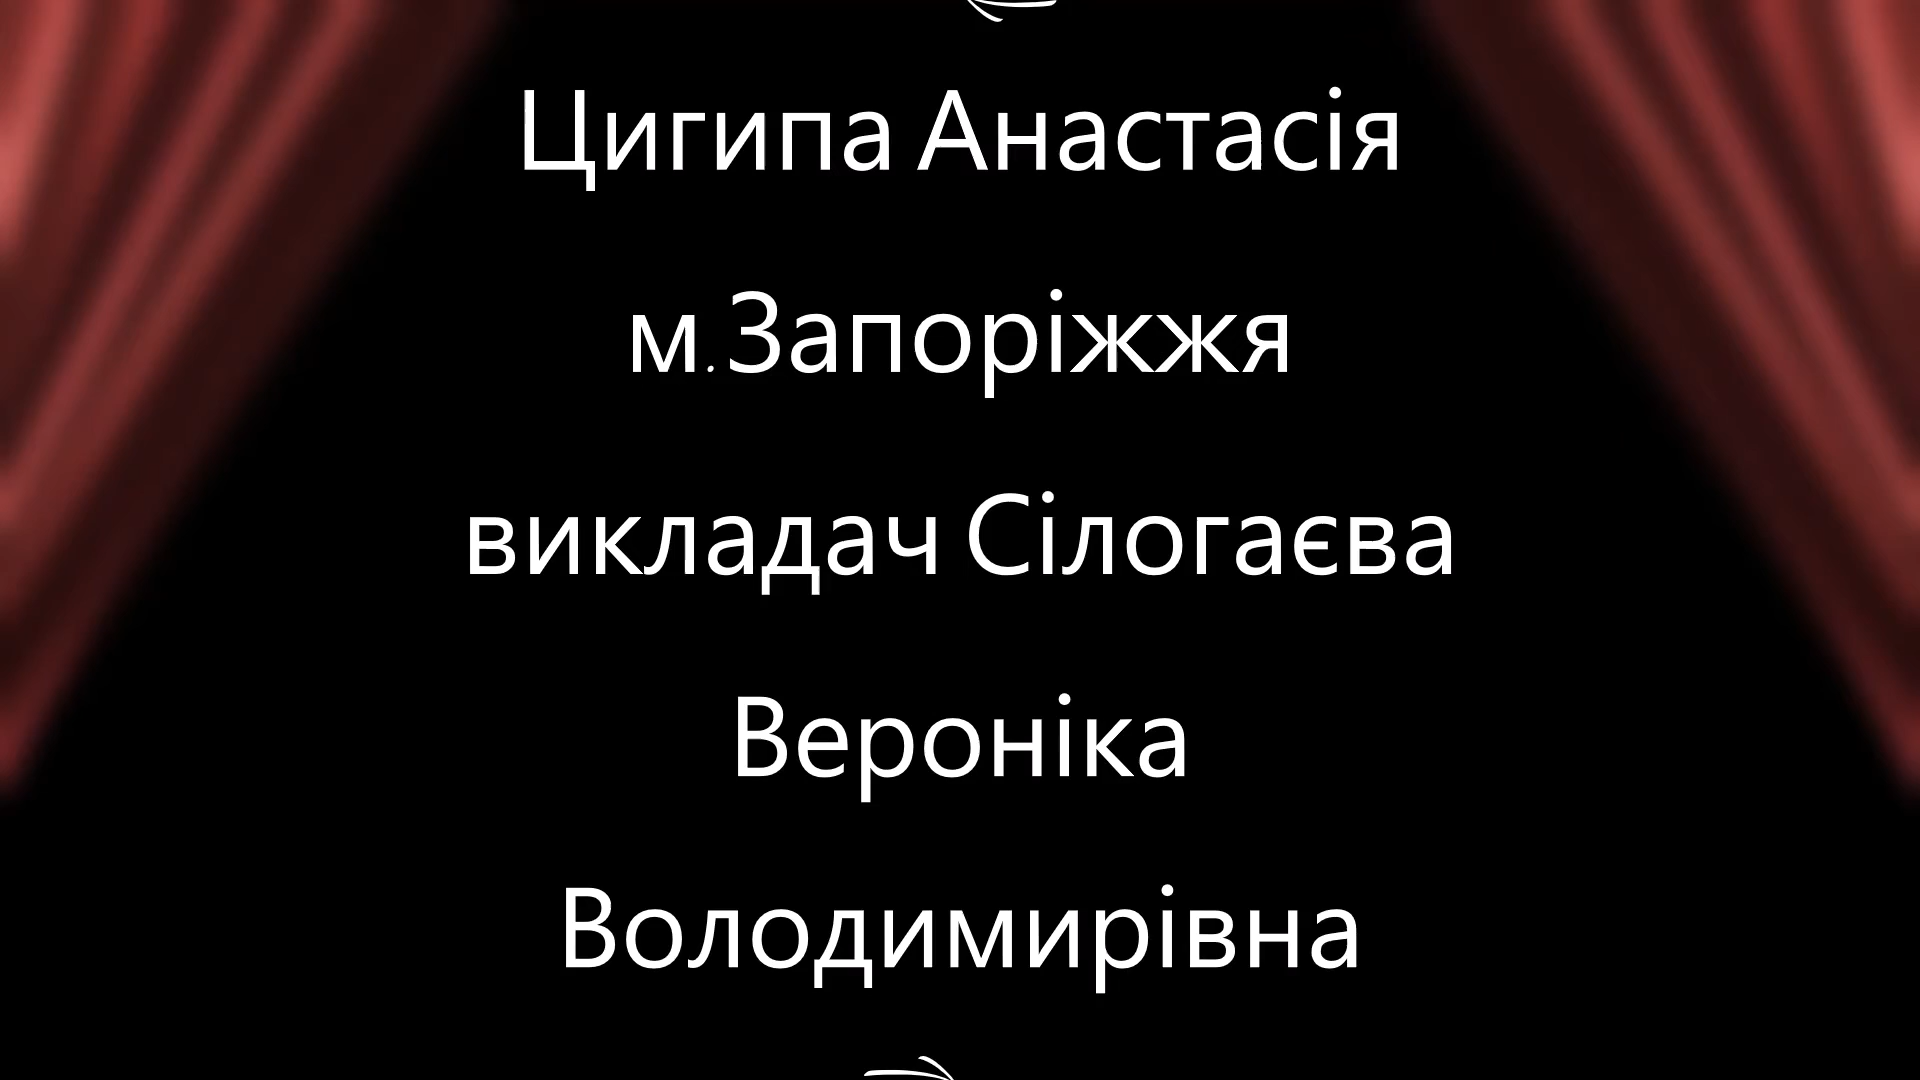 Цигипа Анастасія
м.Запоріжжя
викладач Сілогаєва
Вероніка
Володимирівна